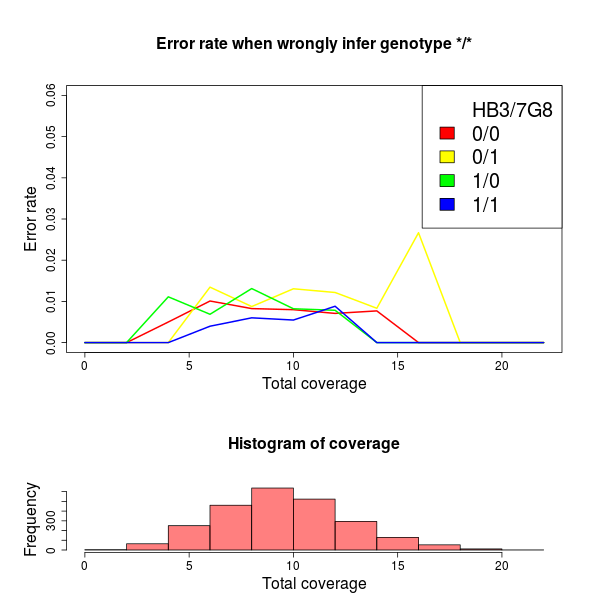 Error rate when wrongly infer genotype */*
0.06
0.05
0.04
0.03
0.02
0.01
0.00
Error rate
HB3/7G8
0/0
0/1
1/0
1/1
0 5 10 15 20
Total coverage
Histogram of coverage
300
0
Frequency
0 5 10 15 20
Total coverage